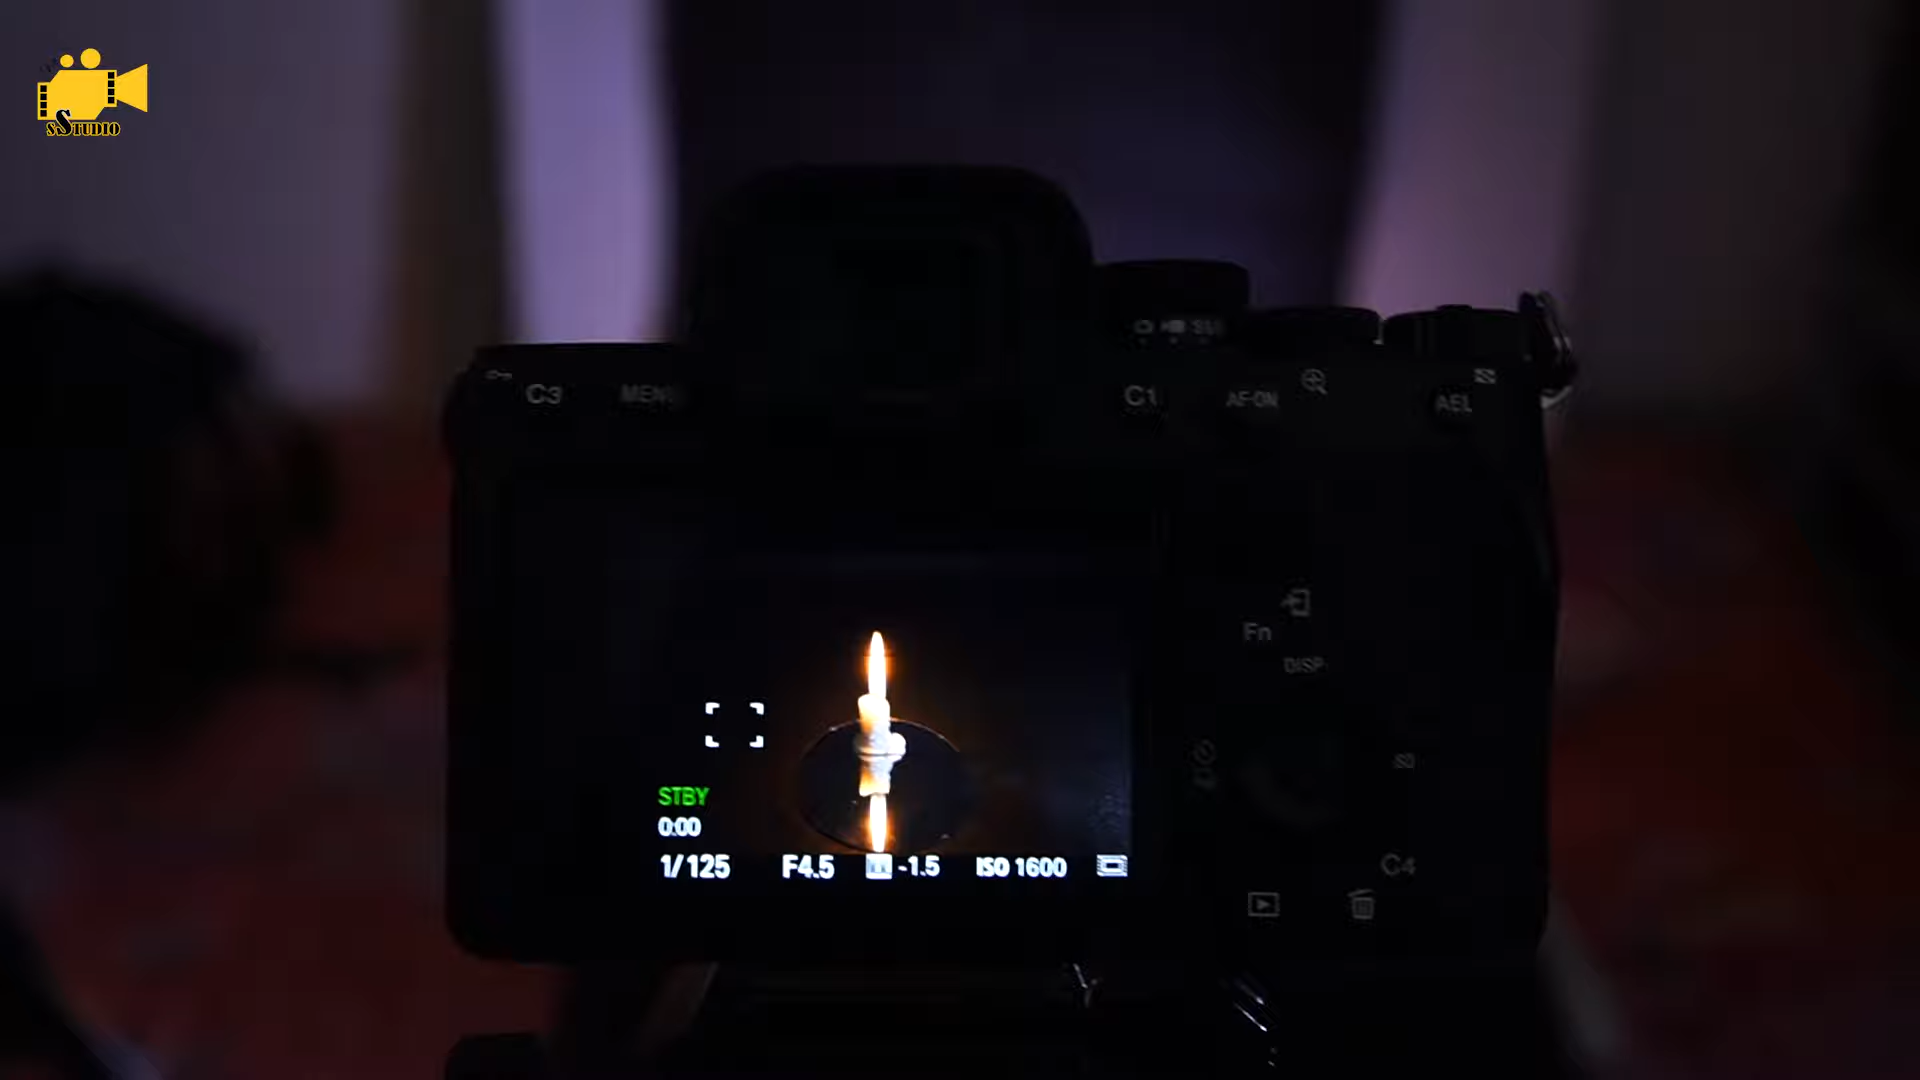 SSTUDIO
C3
MENU
C1
AF-ON
AEL
Fn
DISP
STBY
0:00
1/125 F4.5 -1.5 ISO 1600
C4